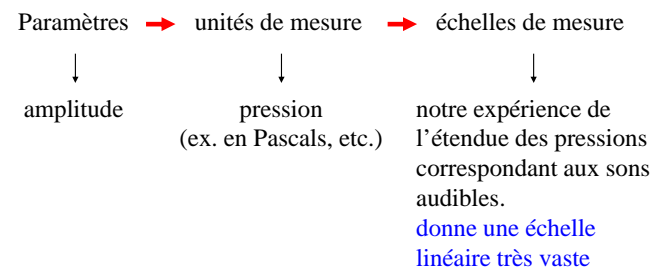 Paramètres → unités de mesure → échelles de mesure
amplitude
pression
(ex. en Pascals, etc.)
notre expérience de
l'étendue des pressions
correspondant aux sons
audibles.
donne une échelle
linéaire très vaste